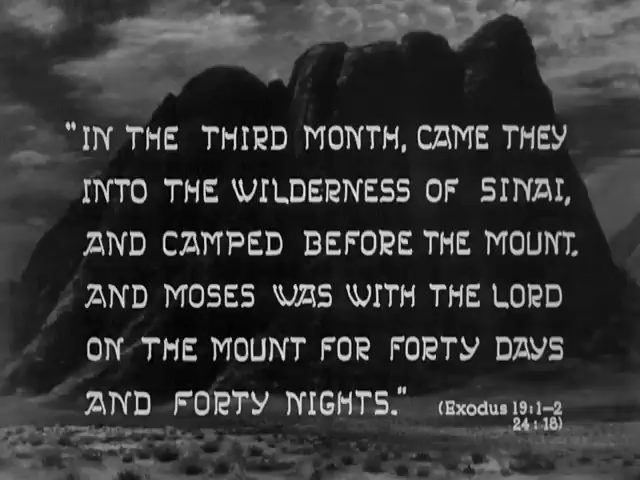 "IN THE THIRD MONTH, CAME THEY
INTO THE WILDERNESS OF SINAI,
AND CAMPED BEFORE THE MOUNT.
AND MOSES WAS WITH THE LORD
ON THE MOUNT FOR FORTY DAYS
AND FORTY NIGHTS." (Exodus 19:1-2
24:18)